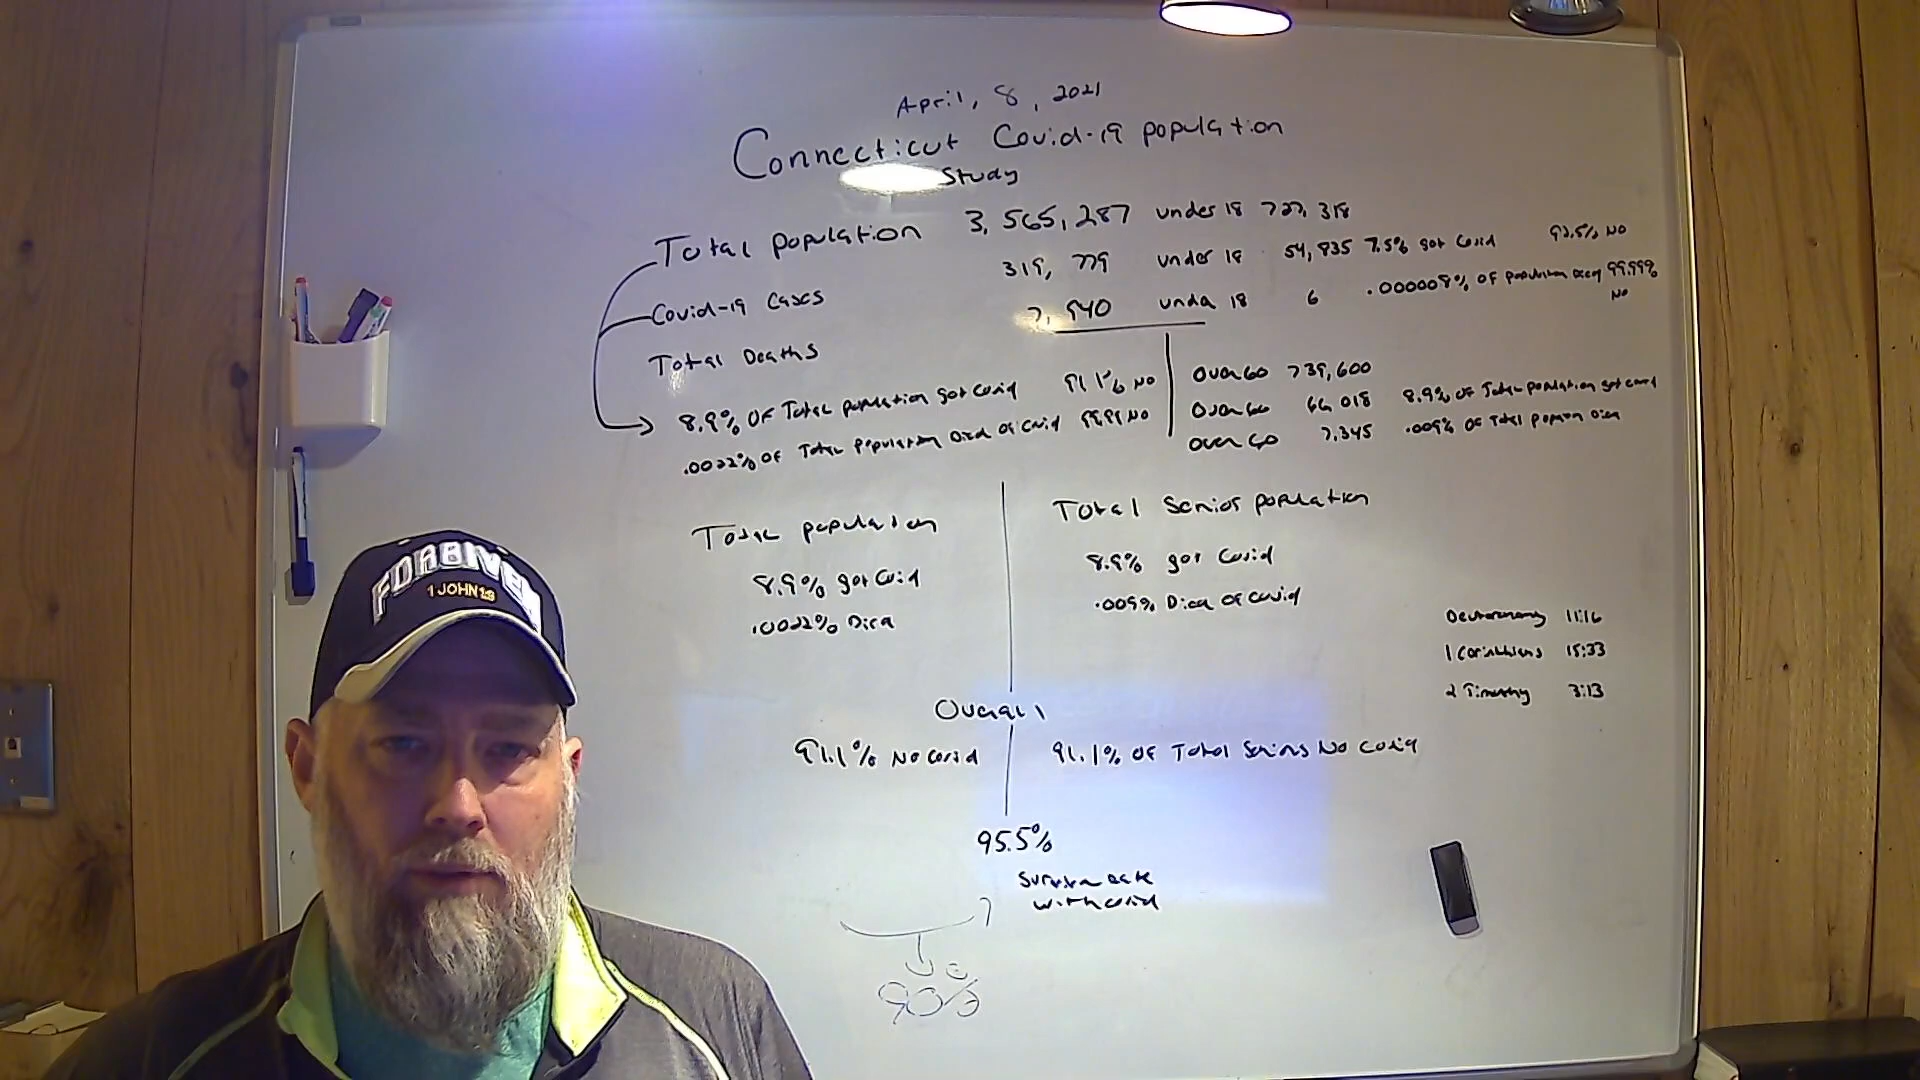 April, 8, 2021
Connecticut Covid-19 population
Study
Total population 3,565,287 under 18 727,318
Covid-19 Cases 319,779 under 18 54,835 7.5% got Covid 92.5% NO
Total Deaths 7,940 under 18 6 .000008% OF population Died 99.99%
NO
8.9% OF Total population got covid 91.1% NO
.0022% OF Total population Died of Covid 99.99 NO
Over 60 739,600
Over 60 66,018 8.9% OF Total population got covid
Over 60 7,345 .009% OF Total population Died
Total population
8.9% got Covid
.0022% Died
Total Senior population
8.9% got Covid
.009% Died of covid
Deuteronomy 11:16
1 Corinthians 15:33
2 Timothy 3:13
Overall
91.1% No Covid
91.1% OF Total Seniors No Covid
95.5%
Survival rate
with covid
FORGIVEN
1 JOHN 1:9